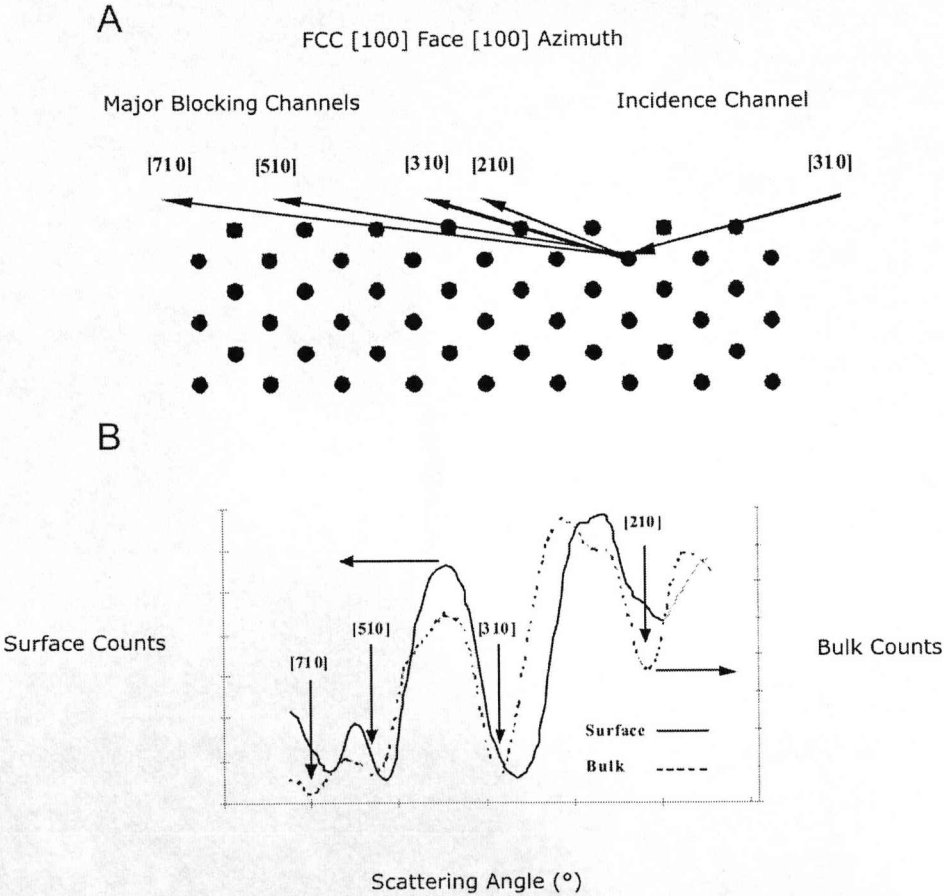 A
FCC [100] Face [100] Azimuth
Major Blocking Channels
Incidence Channel
[710]
[510]
[310]
[210]
[310]
B
[210]
[510]
[310]
[710]
Surface Counts
Bulk Counts
Surface
Bulk
Scattering Angle (°)